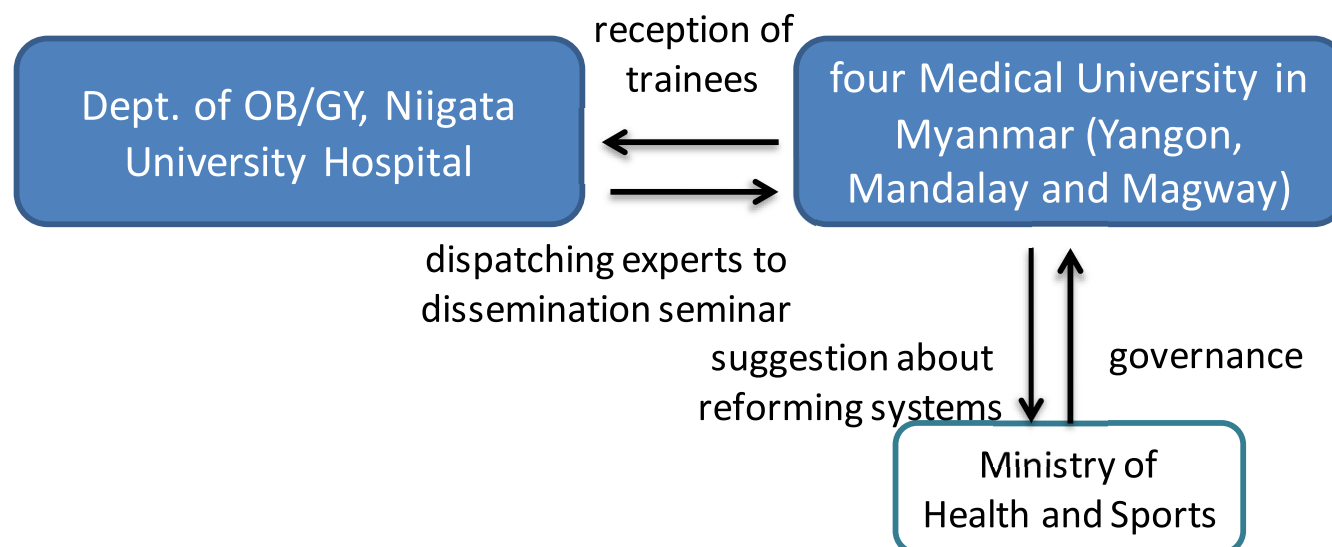 reception of
trainees
Dept. of OB/GY, Niigata
University Hospital
four Medical University in
Myanmar (Yangon,
Mandalay and Magway)
dispatching experts to
dissemination seminar
suggestion about
reforming systems
governance
Ministry of
Health and Sports